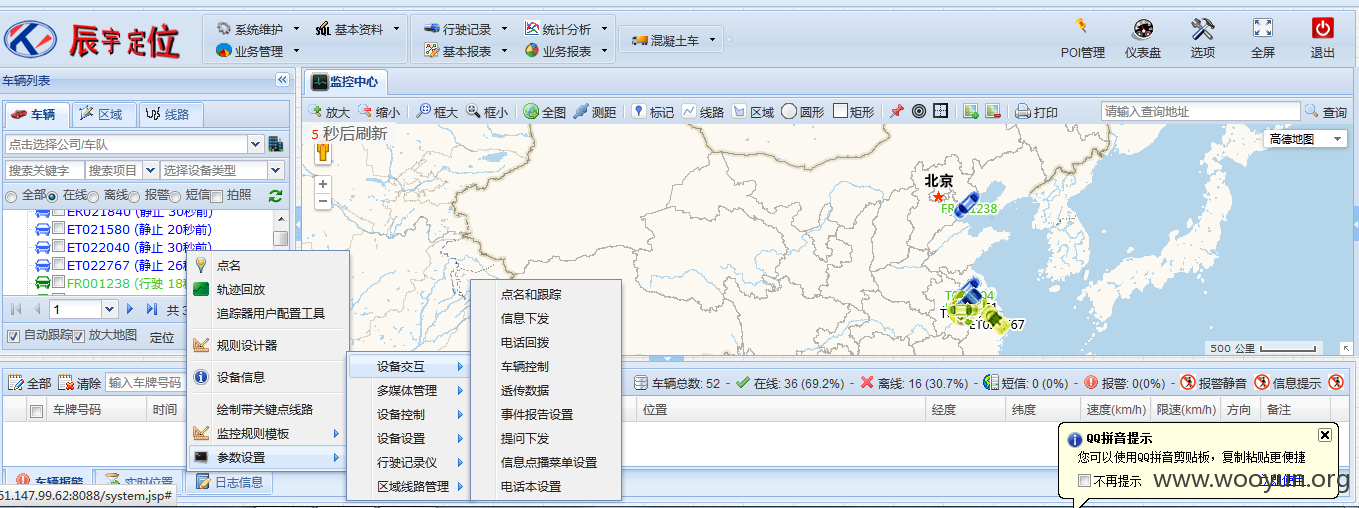 辰宇定位
系统维护 SQL 基本资料 行驶记录 统计分析
业务管理 基本报表 业务报表 混凝土车
POI管理 仪表盘 选项 全屏 退出
车辆列表
监控中心
车辆 区域 线路
放大 缩小 框大 框小 全图 测距 标记 线路 区域 圆形 矩形 打印 请输入查询地址 查询
5 秒后刷新
高德地图
点击选择公司/车队
搜索关键字 搜索项目 选择设备类型
全部 在线 离线 报警 短信 拍照
ER021840 (静止 30秒前)
ET021580 (静止 20秒前)
ET022040 (静止 30秒前)
ET022767 (静止 26
FR001238 (行驶 18
1 共
自动跟踪 放大地图 定位
北京
500 公里
点名
轨迹回放
追踪器用户配置工具
规则设计器
设备信息
绘制带关键点线路
监控规则模板
参数设置
设备交互
多媒体管理
设备控制
设备设置
行驶记录仪
区域线路管理
点名和跟踪
信息下发
电话回拨
车辆控制
透传数据
事件报告设置
提问下发
信息点播菜单设置
电话本设置
全部 清除 输入车牌号码
车辆总数: 52 - 在线: 36 (69.2%) - 离线: 16 (30.7%) - 短信: 0 (0%) - 报警: 0(0%) - 报警静音 信息提示
车牌号码 时间 位置 经度 纬度 速度(km/h) 限速(km/h) 方向 备注
车辆报警 实时位置 日志信息
61.147.99.62:8088/system.jsp#
QQ拼音提示
您可以使用QQ拼音剪贴板，复制粘贴更便捷
不再提示
www.wooyun.org